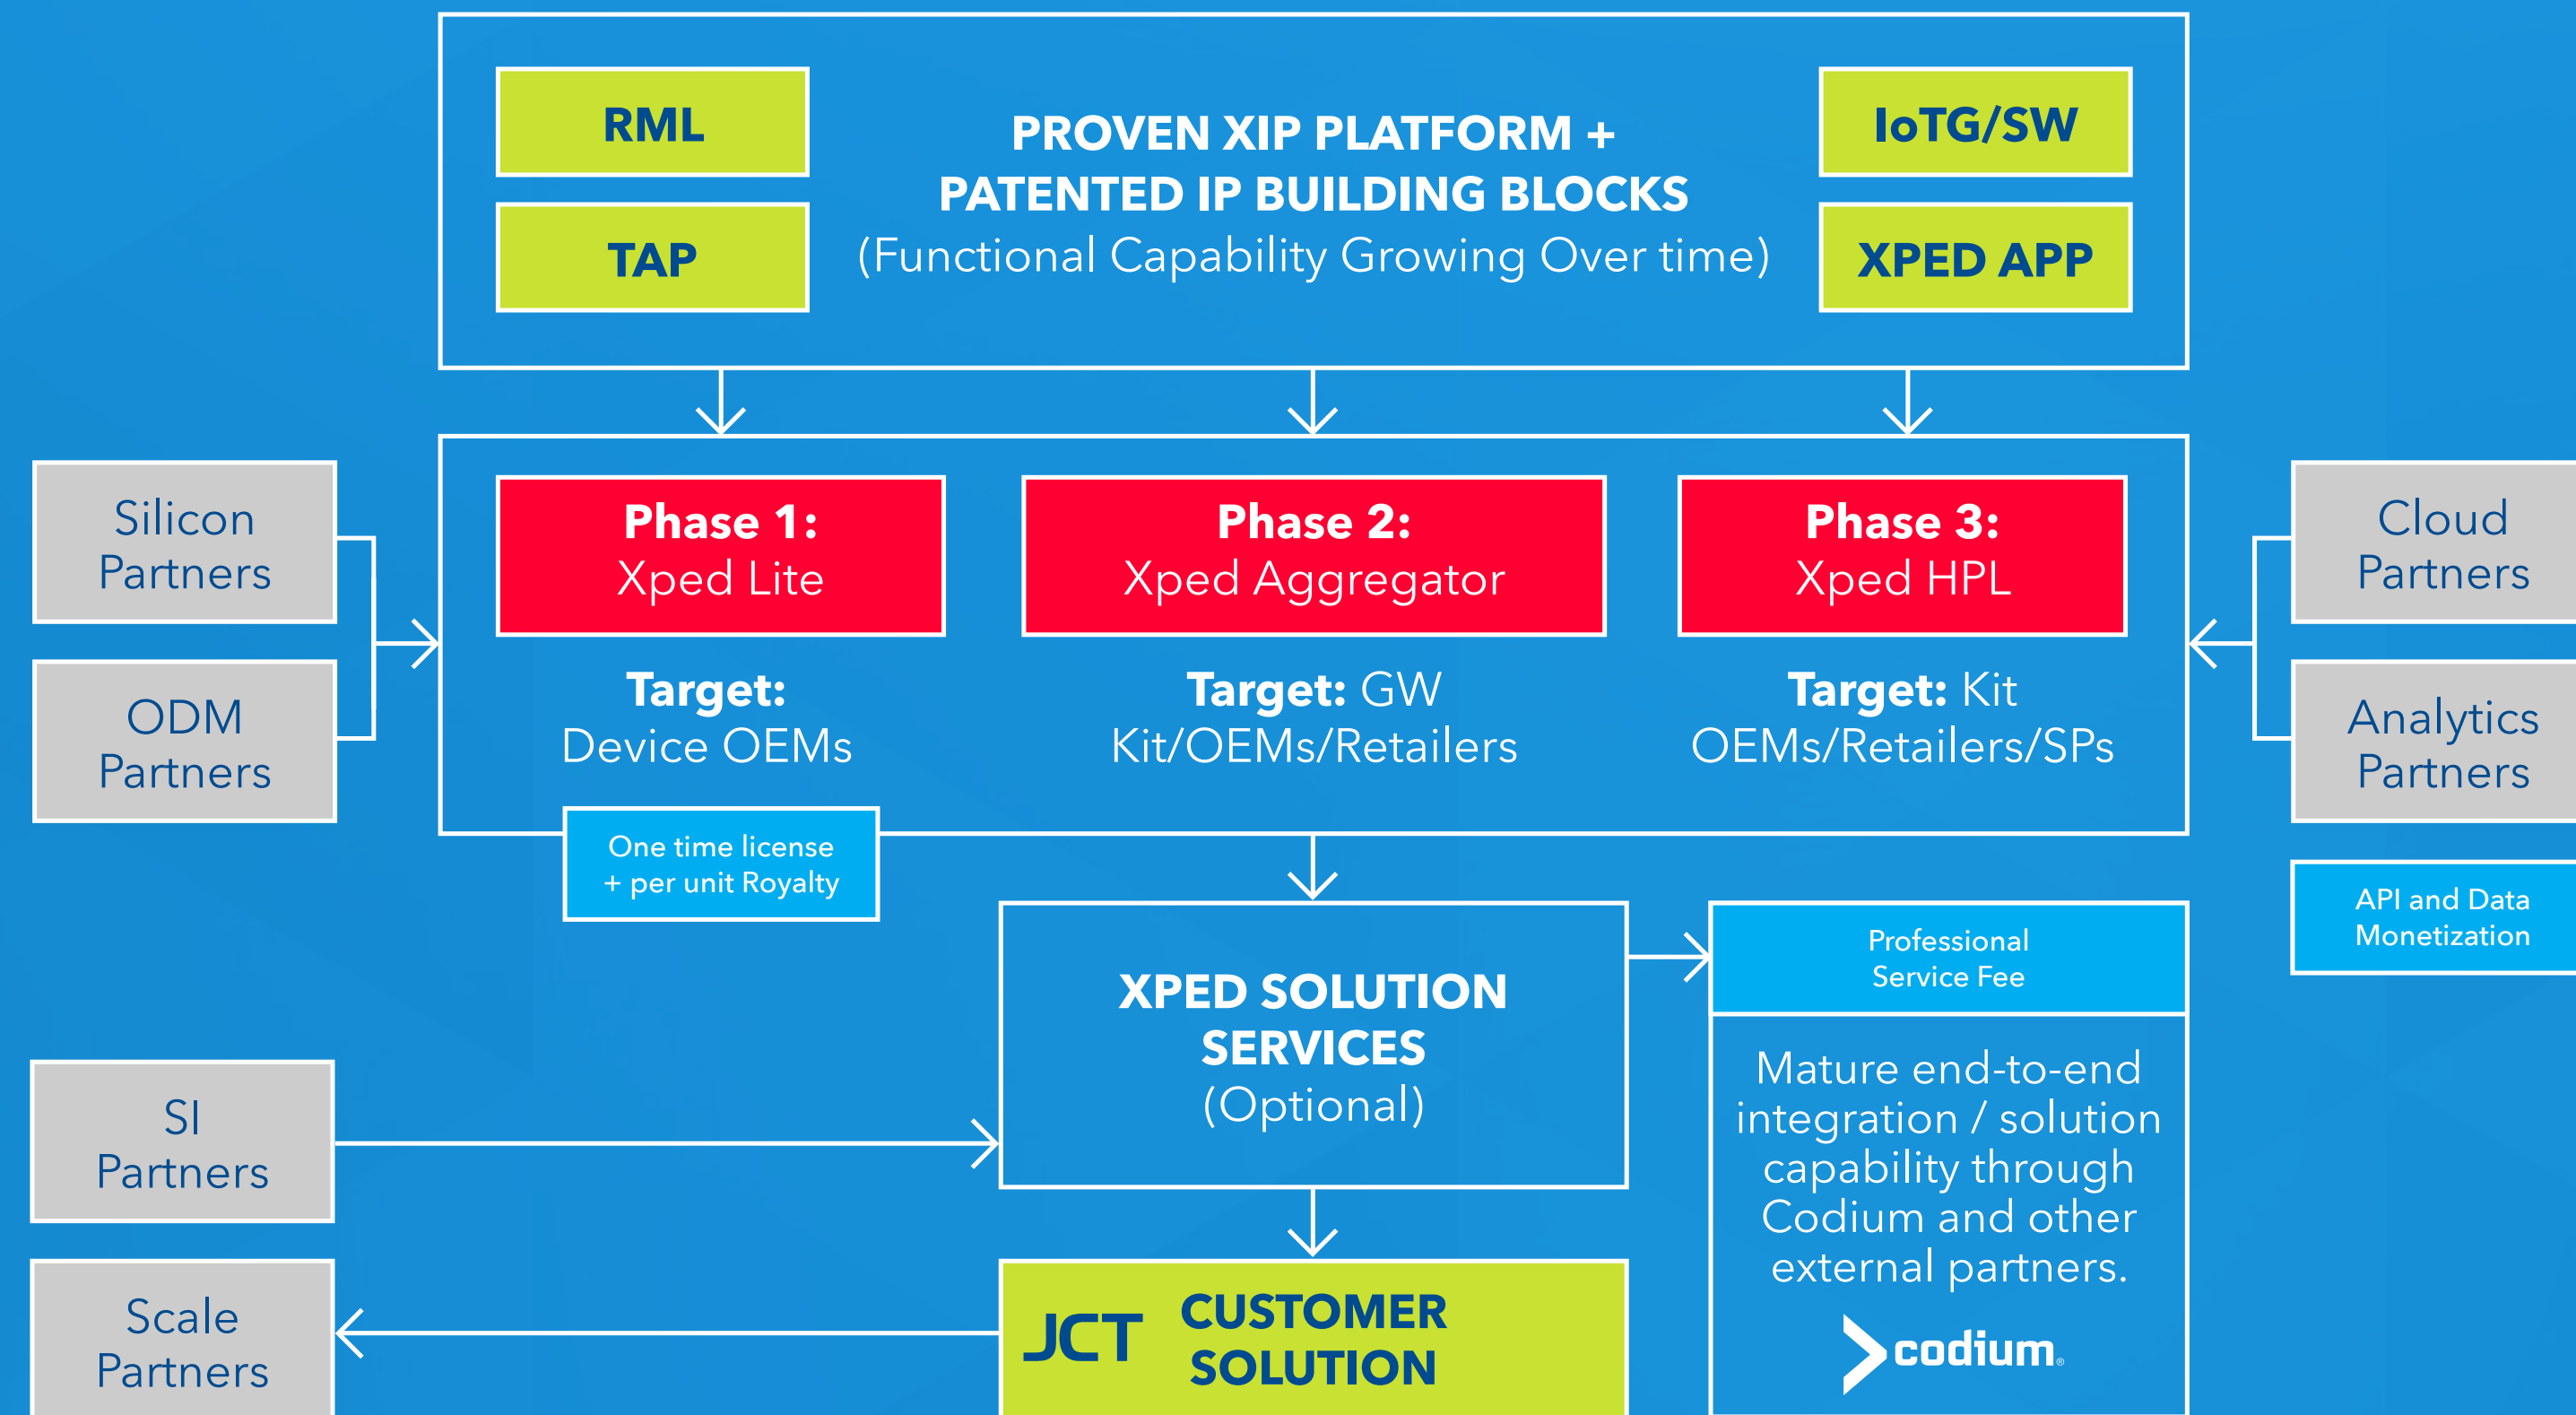 RML
TAP
PROVEN XIP PLATFORM +
PATENTED IP BUILDING BLOCKS
(Functional Capability Growing Over time)
IoTG/SW
XPED APP
Silicon
Partners
ODM
Partners
Phase 1:
Xped Lite
Target:
Device OEMs
One time license
+ per unit Royalty
Phase 2:
Xped Aggregator
Target: GW
Kit/OEMs/Retailers
Phase 3:
Xped HPL
Target: Kit
OEMs/Retailers/SPs
Cloud
Partners
Analytics
Partners
API and Data
Monetization
XPED SOLUTION
SERVICES
(Optional)
Professional
Service Fee
Mature end-to-end
integration / solution
capability through
Codium and other
external partners.
codium®
SI
Partners
Scale
Partners
JCT
CUSTOMER
SOLUTION